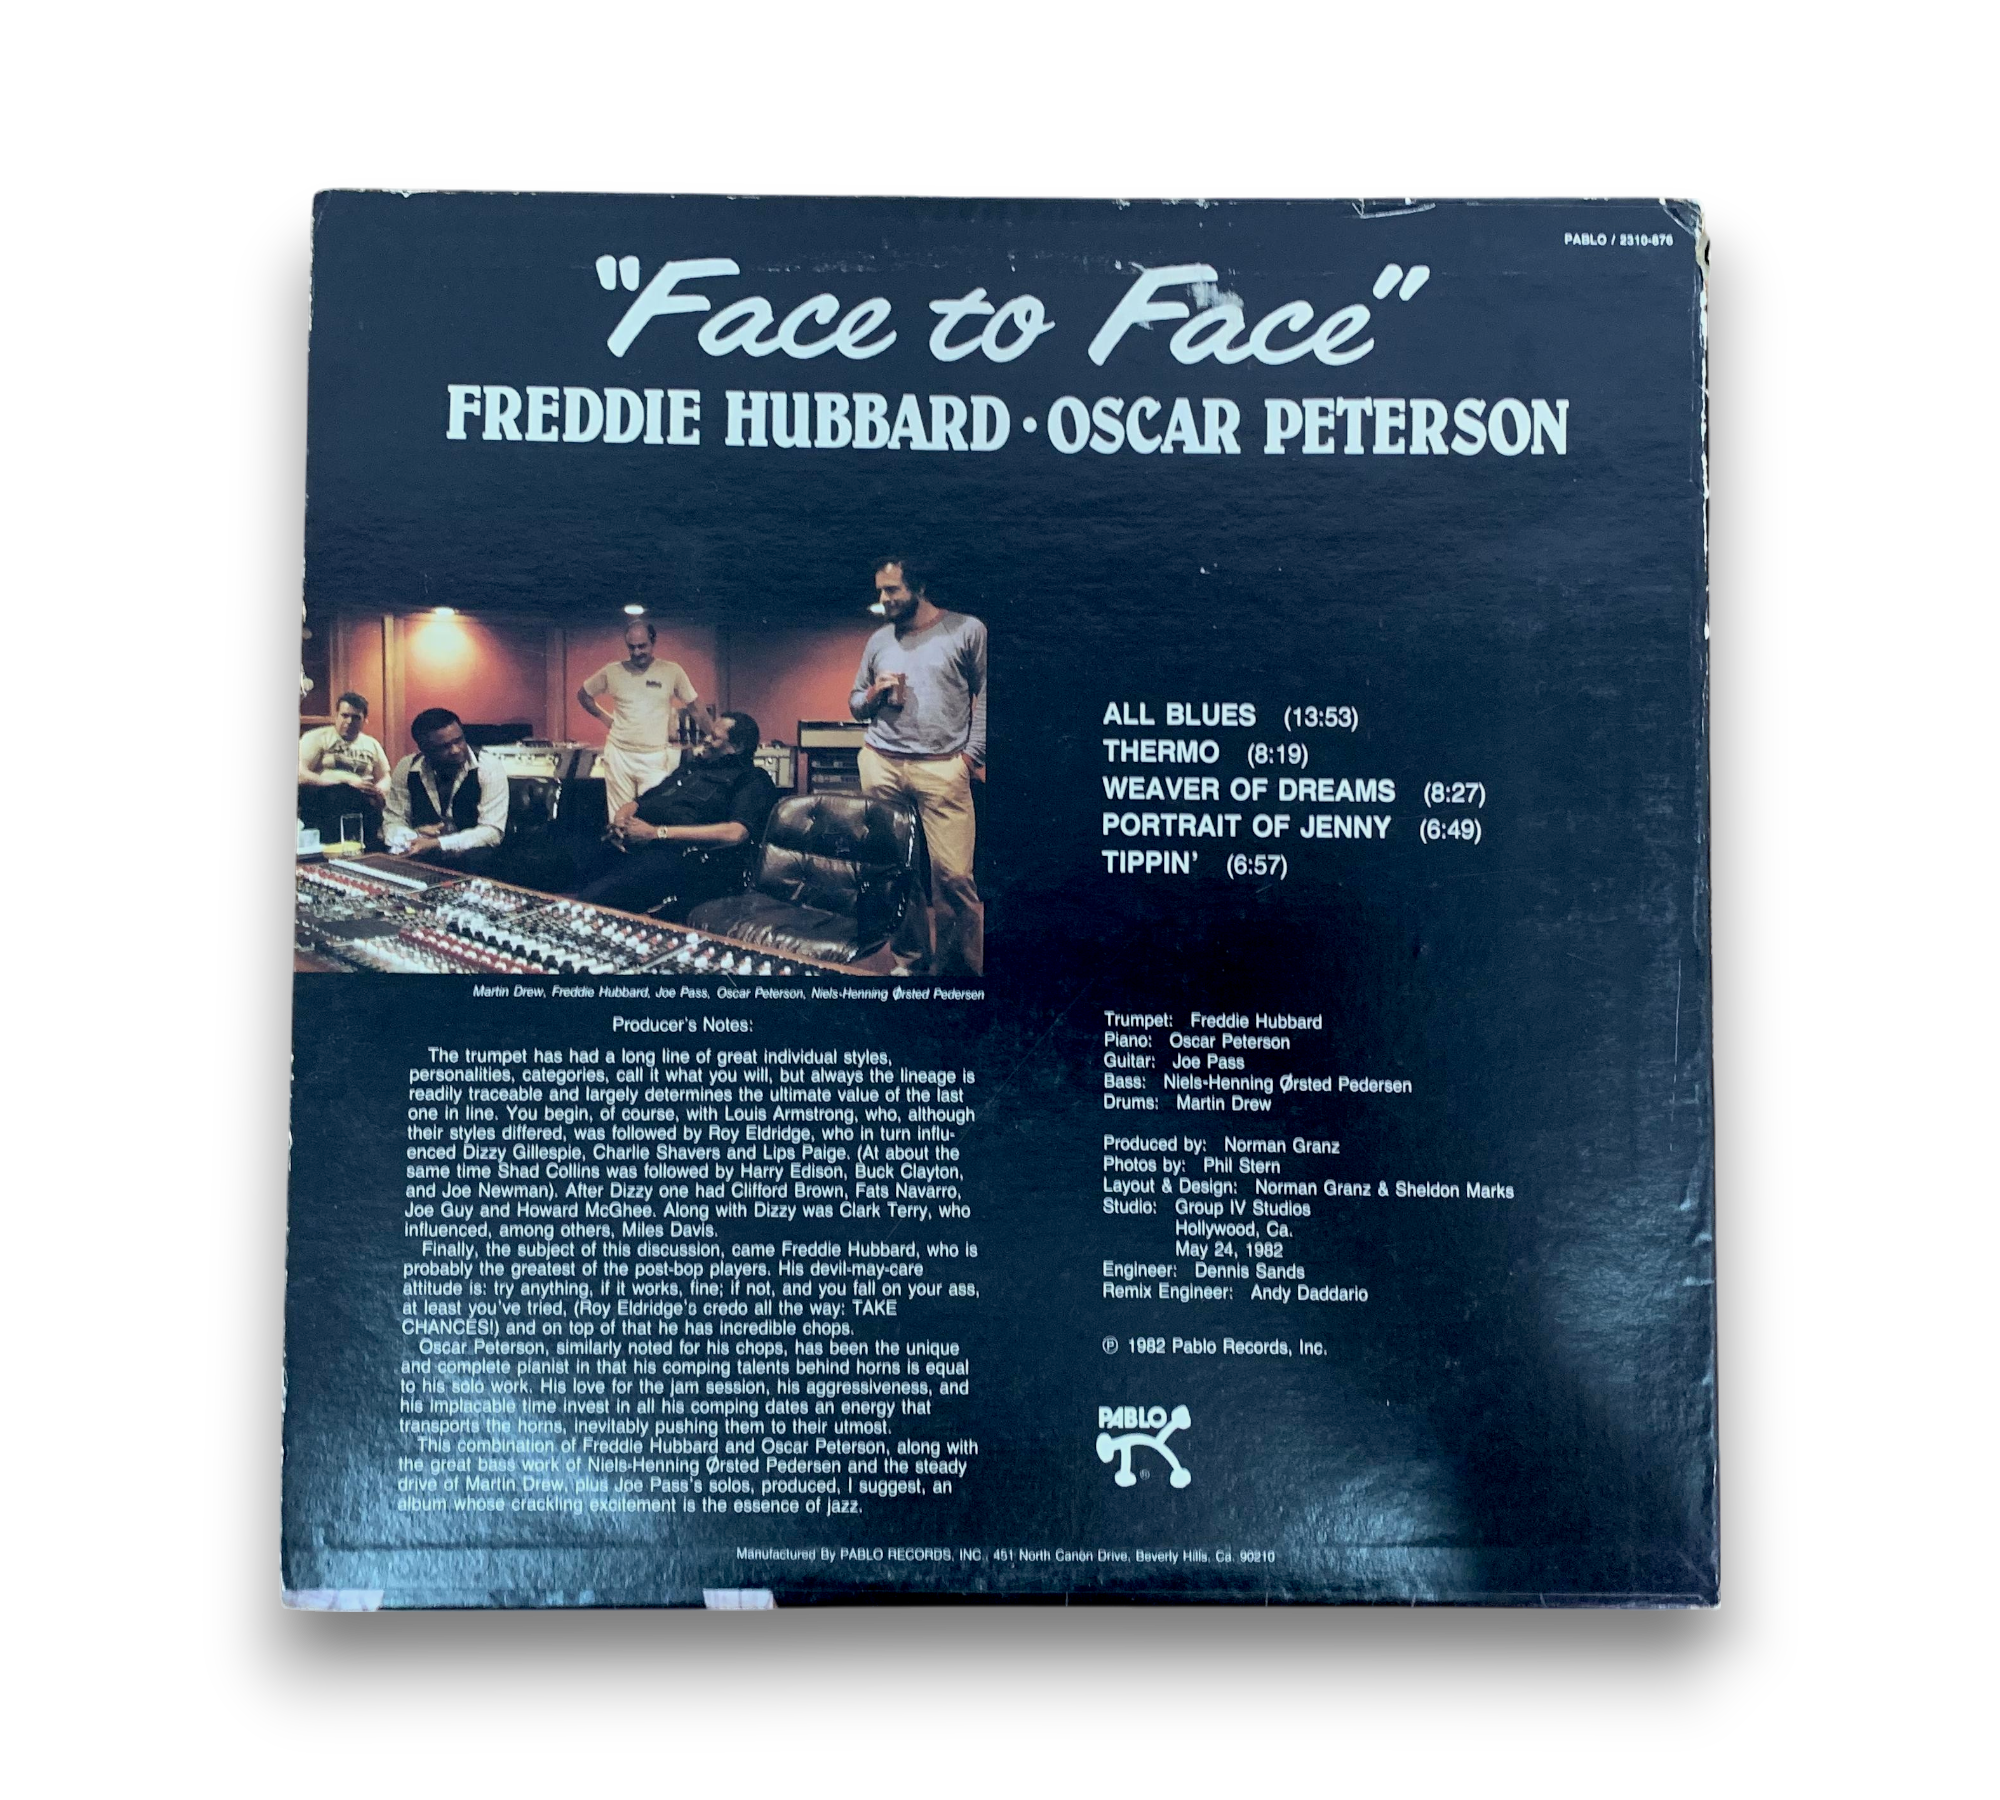 PABLO / 2310-876
"Face to Face"
FREDDIE HUBBARD • OSCAR PETERSON
Martin Drew, Freddie Hubbard, Joe Pass, Oscar Peterson, Niels-Henning Ørsted Pedersen
Producer's Notes:
The trumpet has had a long line of great individual styles,
personalities, categories, call it what you will, but always the lineage is
readily traceable and largely determines the ultimate value of the last
one in line. You begin, of course, with Louis Armstrong, who, although
their styles differed, was followed by Roy Eldridge, who in turn influ-
enced Dizzy Gillespie, Charlie Shavers and Lips Paige. (At about the
same time Shad Collins was followed by Harry Edison, Buck Clayton,
and Joe Newman). After Dizzy one had Clifford Brown, Fats Navarro,
Joe Guy and Howard McGhee. Along with Dizzy was Clark Terry, who
influenced, among others, Miles Davis.
Finally, the subject of this discussion, came Freddie Hubbard, who is
probably the greatest of the post-bop players. His devil-may-care
attitude is: try anything, if it works, fine; if not, and you fall on your ass,
at least you've tried, (Roy Eldridge's credo all the way: TAKE
CHANCES!) and on top of that he has incredible chops.
Oscar Peterson, similarly noted for his chops, has been the unique
and complete pianist in that his comping talents behind horns is equal
to his solo work. His love for the jam session, his aggressiveness, and
his implacable time invest in all his comping dates an energy that
transports the horns, inevitably pushing them to their utmost.
This combination of Freddie Hubbard and Oscar Peterson, along with
the great bass work of Niels-Henning Ørsted Pedersen and the steady
drive of Martin Drew, plus Joe Pass's solos, produced, I suggest, an
album whose crackling excitement is the essence of jazz.
ALL BLUES (13:53)
THERMO (8:19)
WEAVER OF DREAMS (8:27)
PORTRAIT OF JENNY (6:49)
TIPPIN' (6:57)
Trumpet: Freddie Hubbard
Piano: Oscar Peterson
Guitar: Joe Pass
Bass: Niels-Henning Ørsted Pedersen
Drums: Martin Drew
Produced by: Norman Granz
Photos by: Phil Stern
Layout & Design: Norman Granz & Sheldon Marks
Studio: Group IV Studios
Hollywood, Ca.
May 24, 1982
Engineer: Dennis Sands
Remix Engineer: Andy Daddario
℗ 1982 Pablo Records, Inc.
PABLO
®
Manufactured By PABLO RECORDS, INC., 451 North Canon Drive, Beverly Hills, Ca. 90210